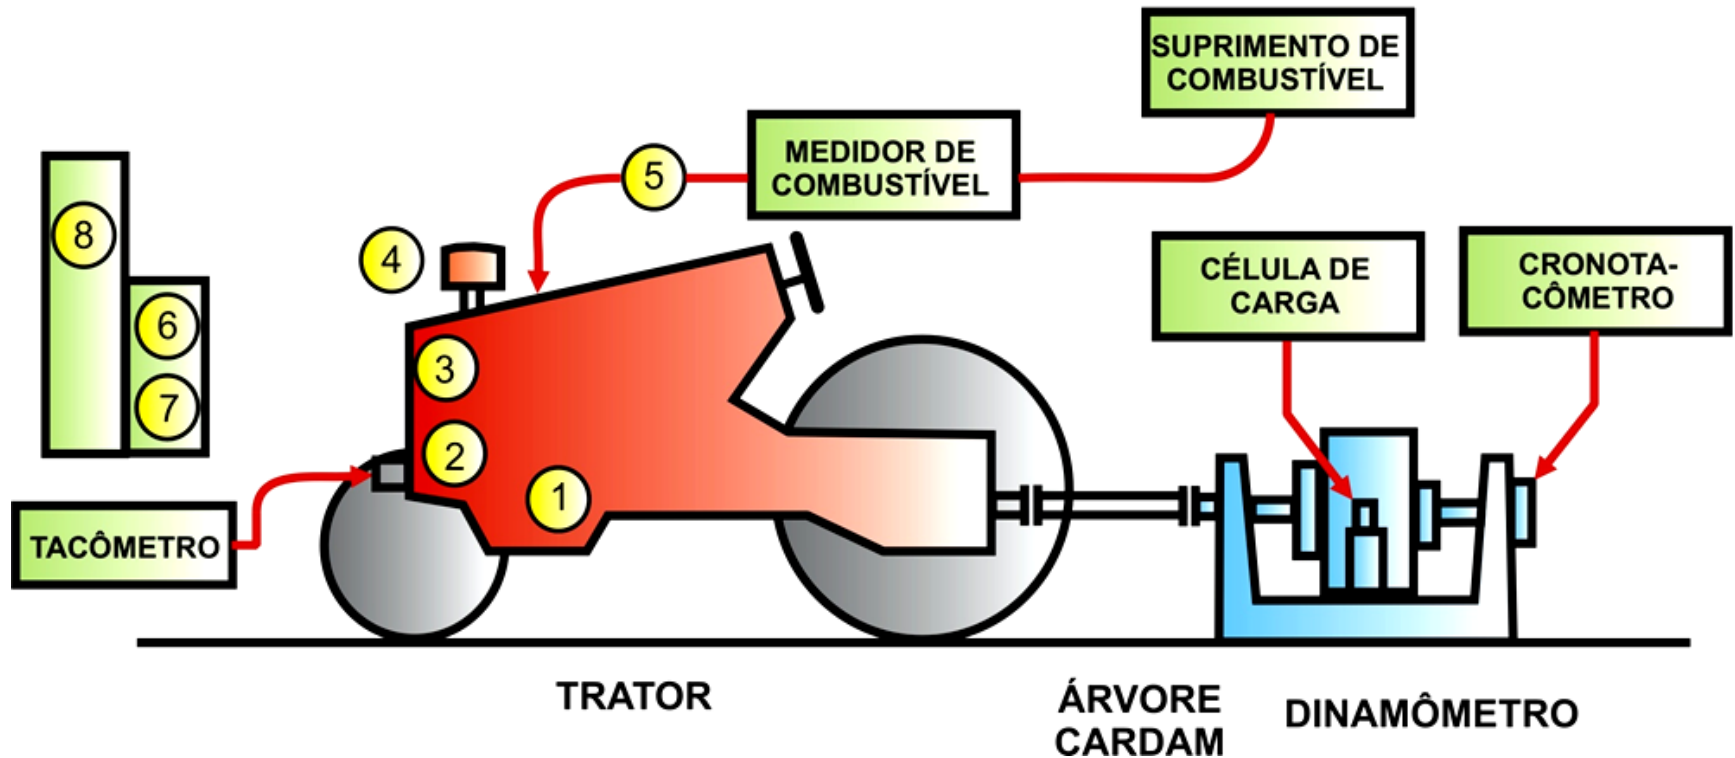 SUPRIMENTO DE
COMBUSTÍVEL
MEDIDOR DE
COMBUSTÍVEL
5
8
4
6
7
3
2
1
CÉLULA DE
CARGA
CRONOTA-
CÔMETRO
TACÔMETRO
TRATOR
ÁRVORE
CARDAM
DINAMÔMETRO